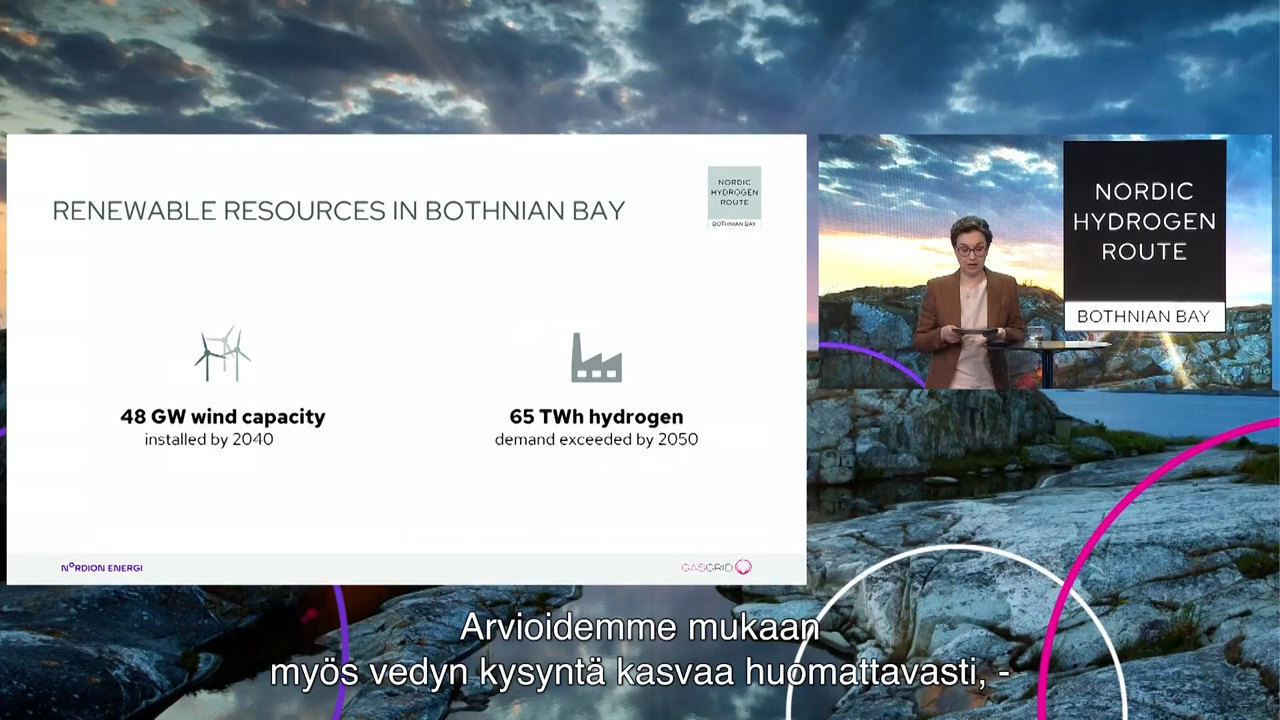 RENEWABLE RESOURCES IN BOTHNIAN BAY
NORDIC
HYDROGEN
ROUTE
BOTHNIAN BAY
48 GW wind capacity
installed by 2040
65 TWh hydrogen
demand exceeded by 2050
NORDION ENERGI
GASGRID
NORDIC
HYDROGEN
ROUTE
BOTHNIAN BAY
Arvioidemme mukaan
myös vedyn kysyntä kasvaa huomattavasti, -